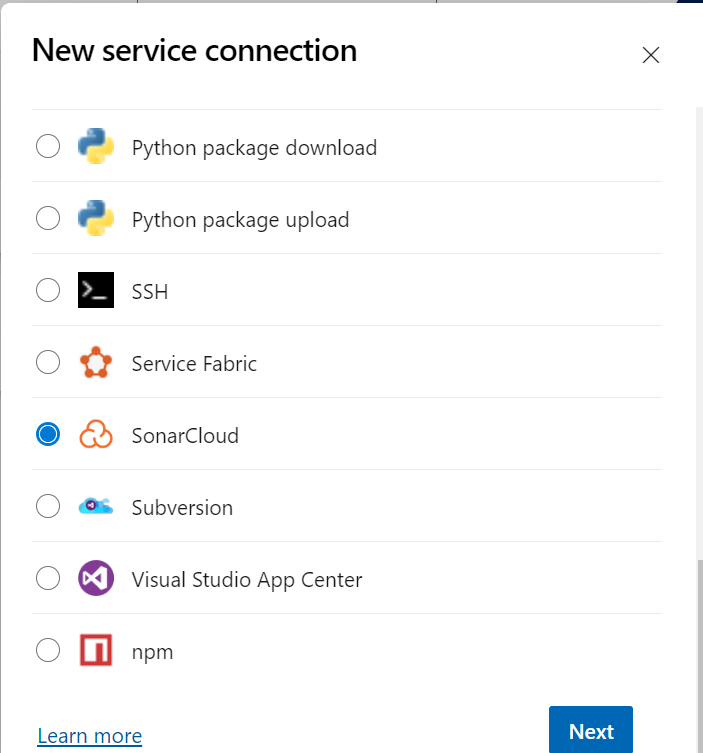 New service connection
Python package download
Python package upload
SSH
Service Fabric
SonarCloud
Subversion
Visual Studio App Center
npm
Learn more
Next